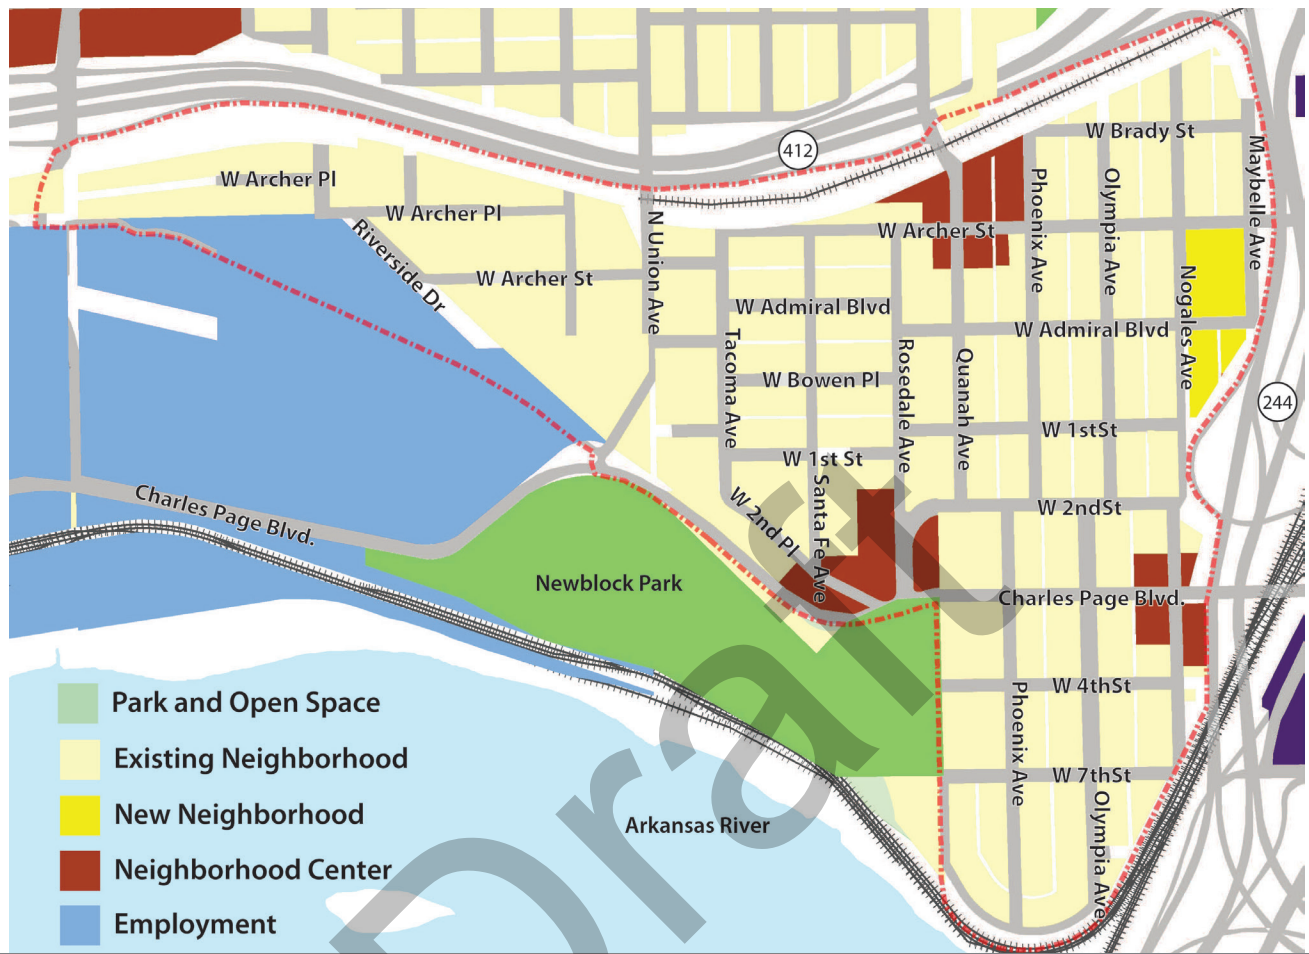 412
W Brady St
Maybelle Ave
W Archer Pl
Phoenix Ave
Olympia Ave
W Archer Pl
N Union Ave
W Archer St
Riverside Dr
W Archer St
Nogales Ave
W Admiral Blvd
W Admiral Blvd
Tacoma Ave
Rosedale Ave
Quanah Ave
W Bowen Pl
244
W 1stSt
W 1st St
Santa Fe Ave
W 2nd Pl
W 2ndSt
Charles Page Blvd.
Newblock Park
Charles Page Blvd.
W 4thSt
Phoenix Ave
W 7thSt
Olympia Ave
Arkansas River
Park and Open Space
Existing Neighborhood
New Neighborhood
Neighborhood Center
Employment
Draft